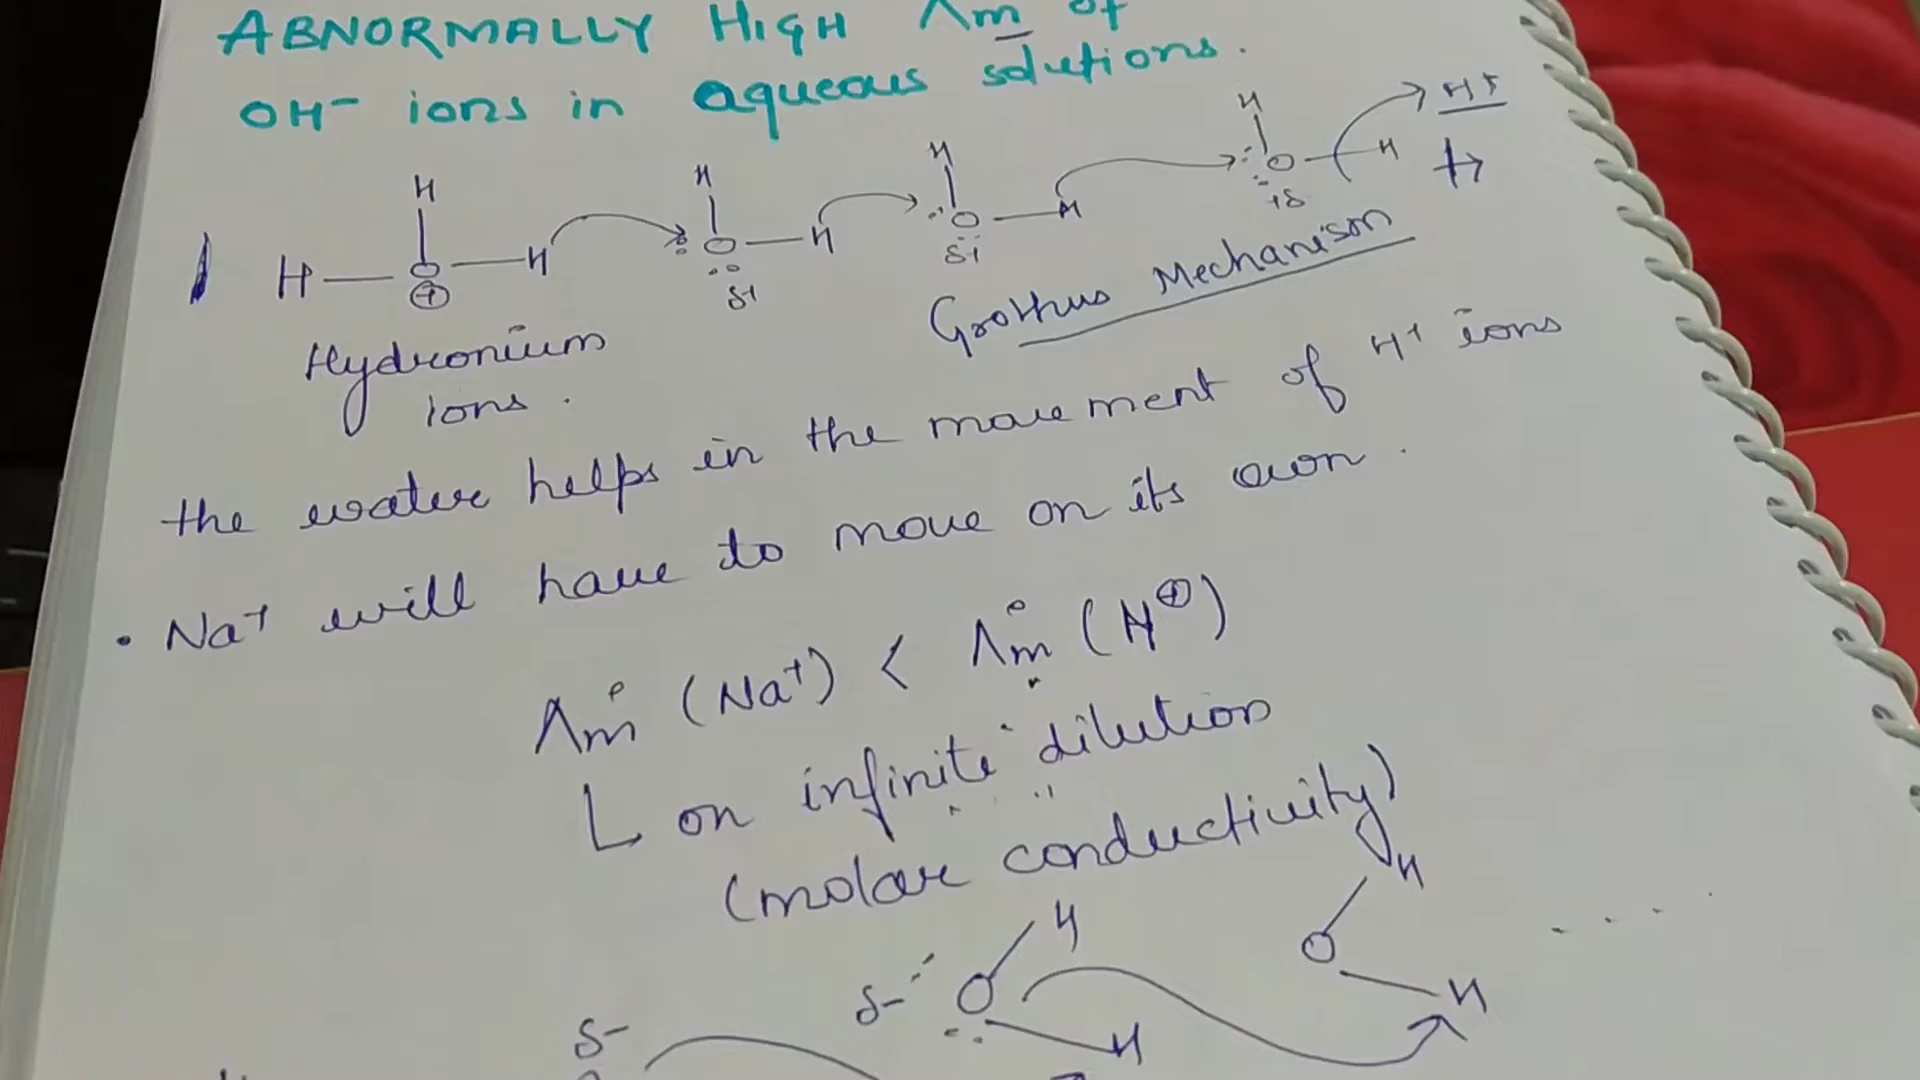 ABNORMALLY HIGH Λm of
OH⁻ ions in aqueous solutions.
H H H H H⁺
H — O — H O — H O — H O — H
⊕ δ+ +δ
Hydronium
ions.
Grotthus Mechanism
the water helps in the movement of H⁺ ions
• Na⁺ will have to move on its own.
Λ°m (Na⁺) < Λ°m (H⊕)
on infinite dilution
(molar conductivity)
H
O
H
δ- O H
H
δ-